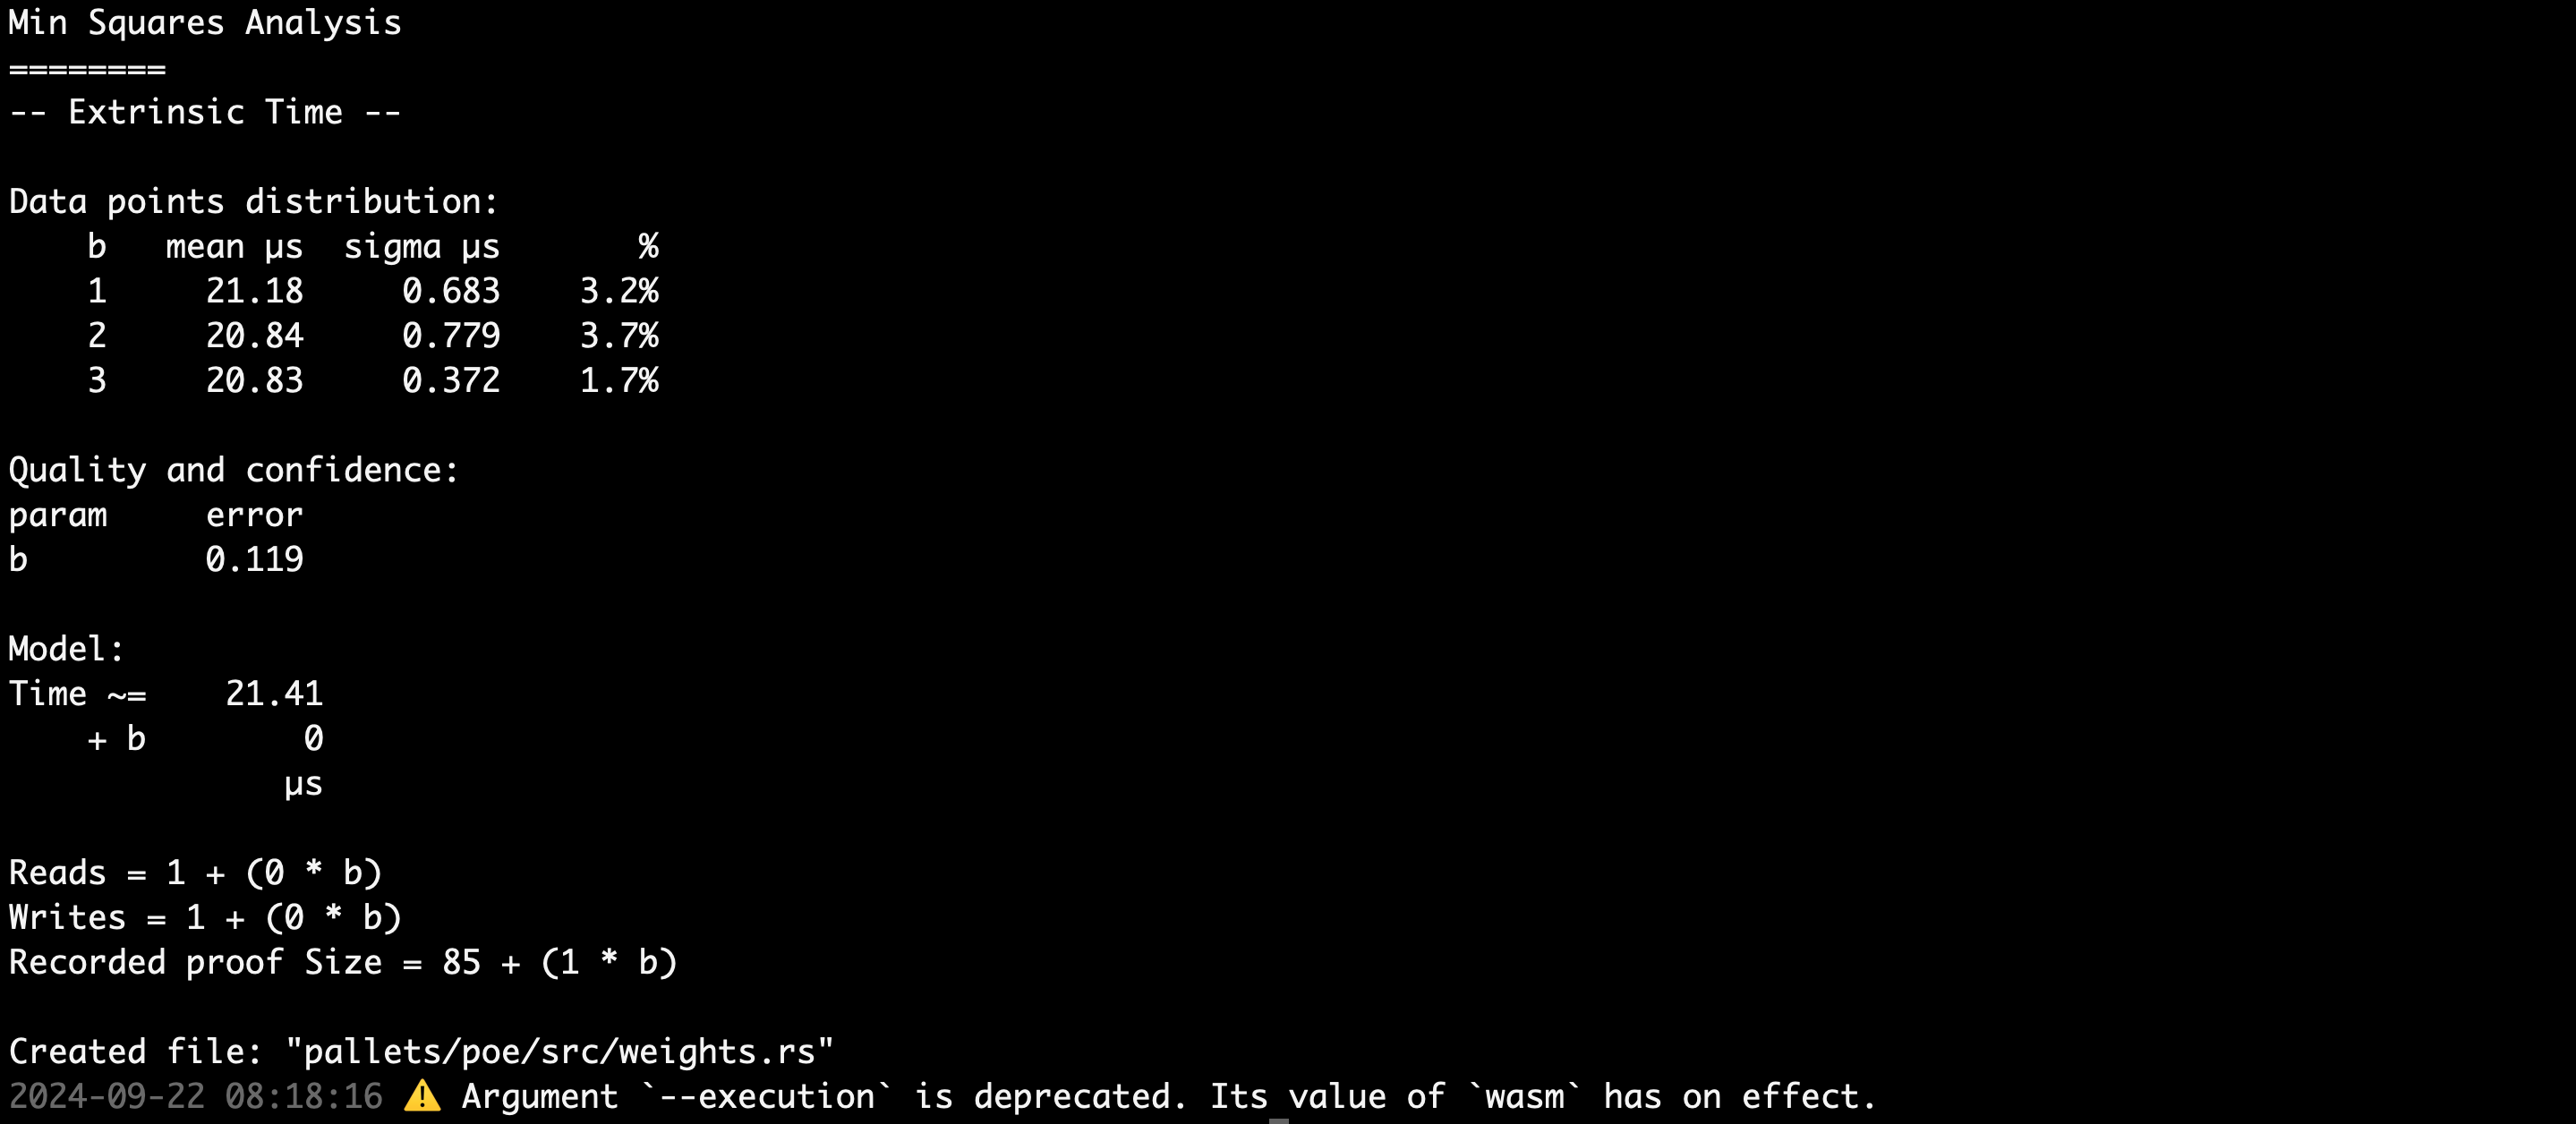 Min Squares Analysis
========
-- Extrinsic Time --
Data points distribution:
b mean µs sigma µs %
1 21.18 0.683 3.2%
2 20.84 0.779 3.7%
3 20.83 0.372 1.7%
Quality and confidence:
param error
b 0.119
Model:
Time ~= 21.41
+ b 0
µs
Reads = 1 + (0 * b)
Writes = 1 + (0 * b)
Recorded proof Size = 85 + (1 * b)
Created file: "pallets/poe/src/weights.rs"
2024-09-22 08:18:16 ⚠️ Argument `--execution` is deprecated. Its value of `wasm` has on effect.